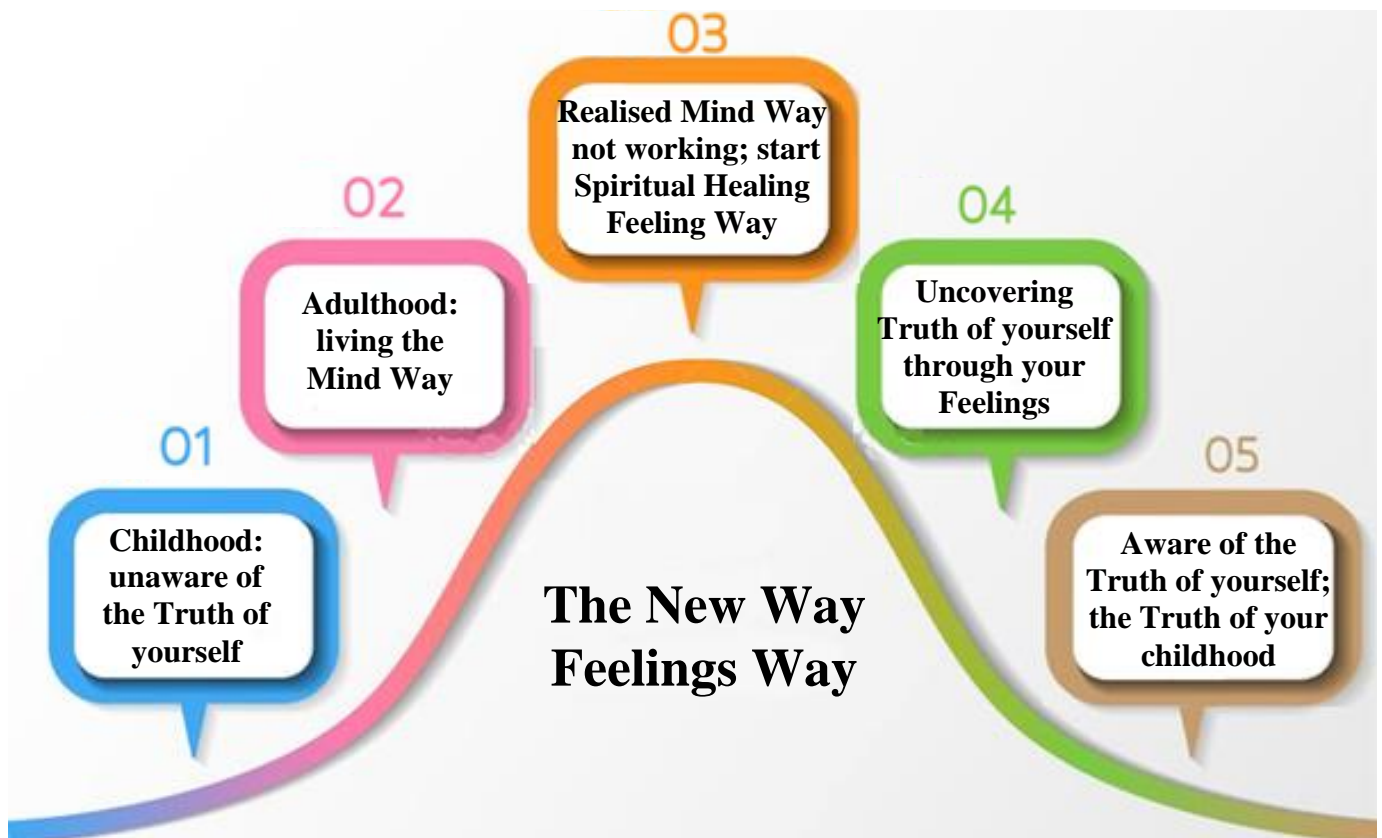 01
Childhood:
unaware of
the Truth of
yourself
02
Adulthood:
living the
Mind Way
03
Realised Mind Way
not working; start
Spiritual Healing
Feeling Way
04
Uncovering
Truth of yourself
through your
Feelings
05
Aware of the
Truth of yourself;
the Truth of your
childhood
The New Way
Feelings Way